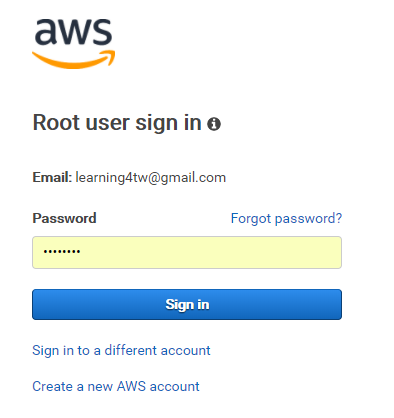 aws
Root user sign in
Email: learning4tw@gmail.com
Password Forgot password?
••••••••
Sign in
Sign in to a different account
Create a new AWS account